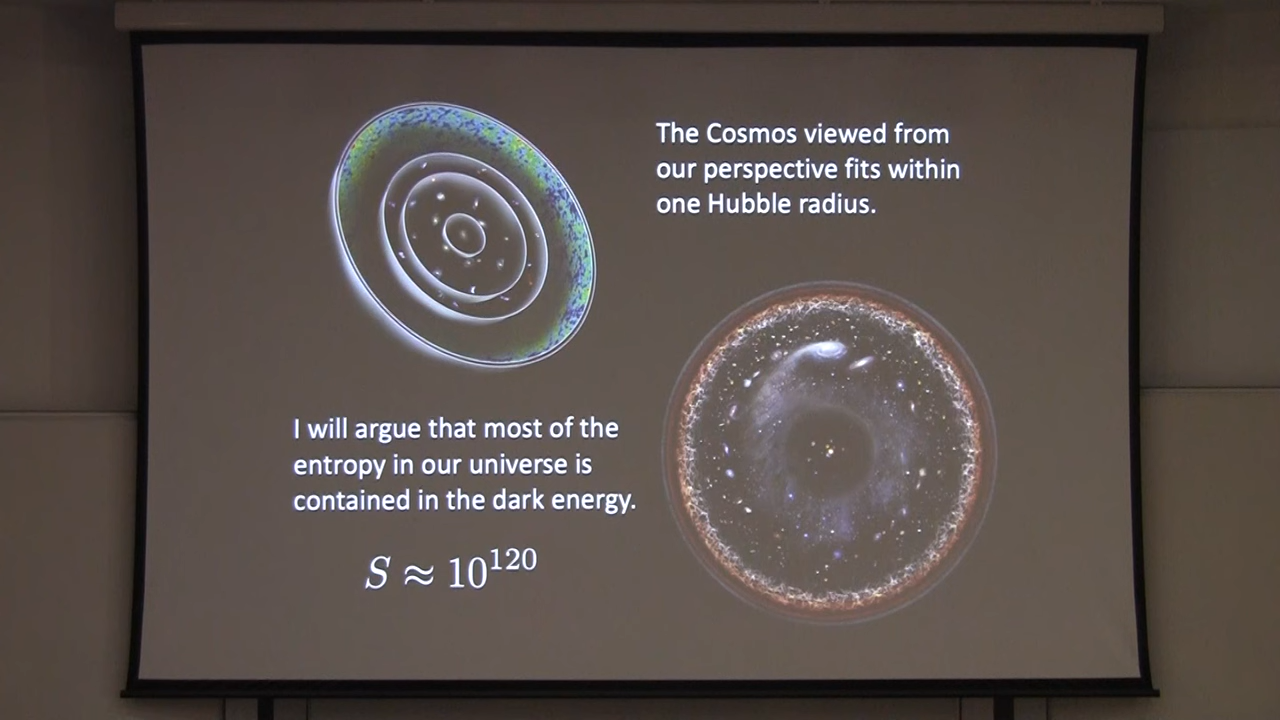 The Cosmos viewed from
our perspective fits within
one Hubble radius.
I will argue that most of the
entropy in our universe is
contained in the dark energy.
S ≈ 10^120